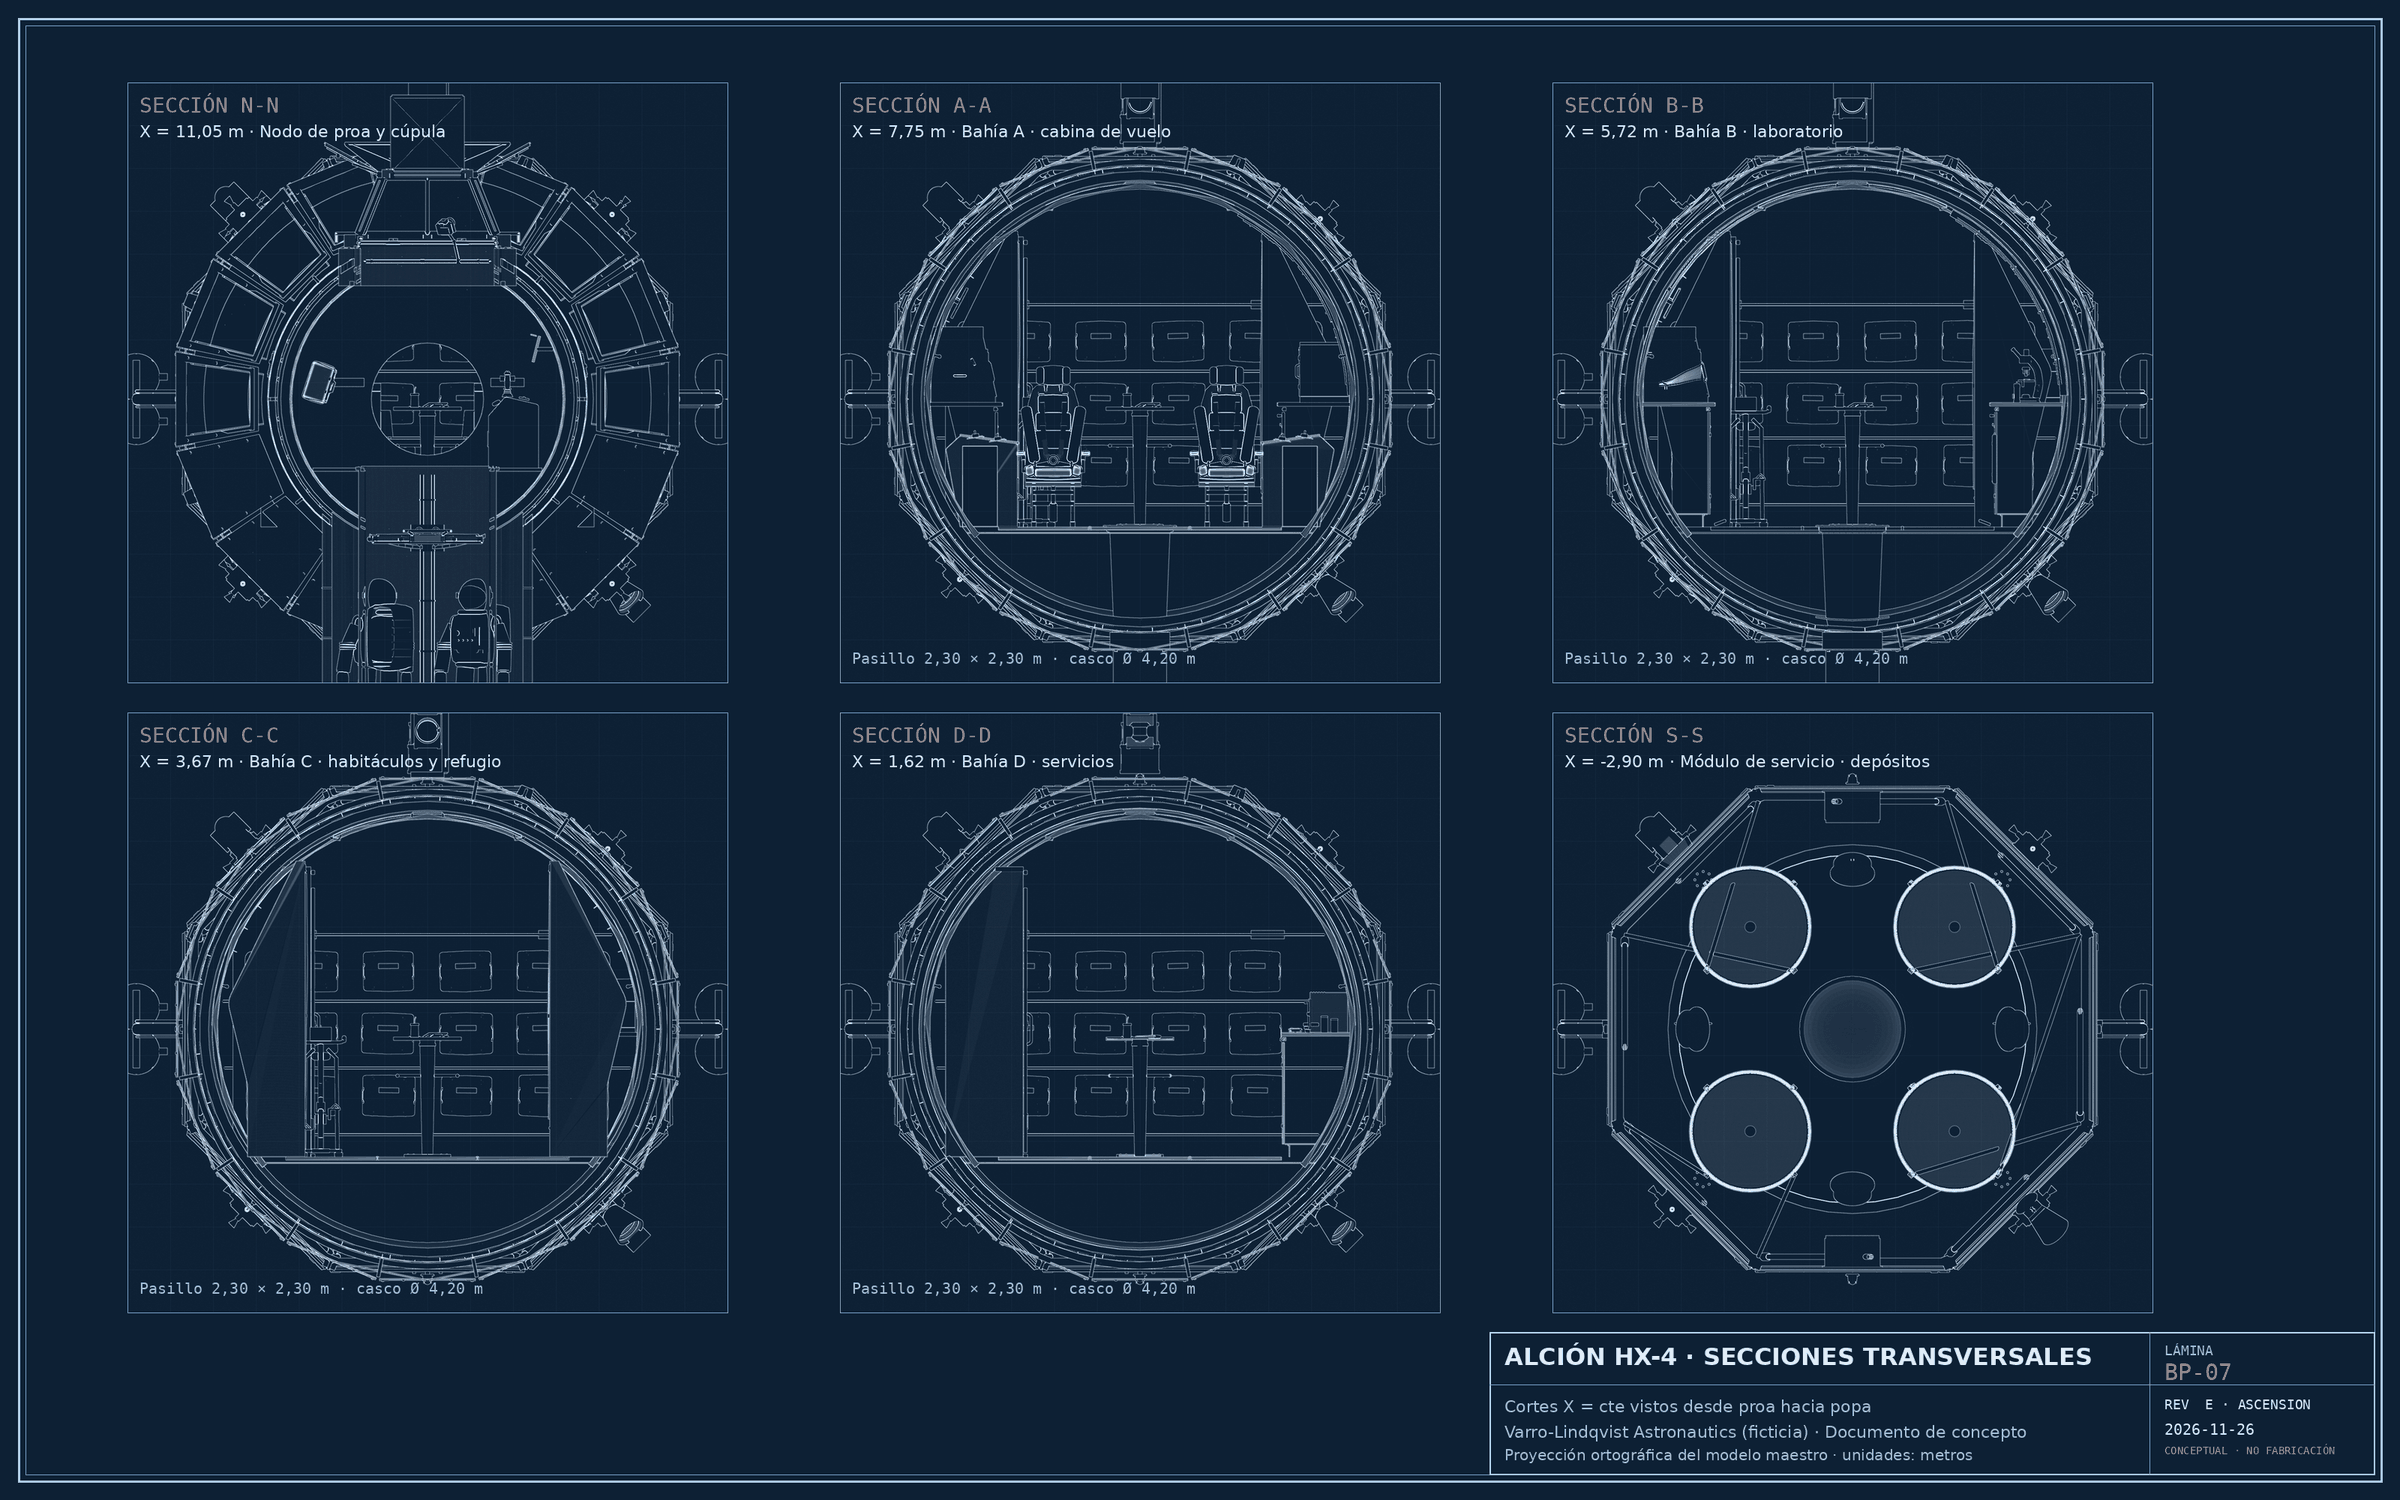 SECCIÓN N-N
X = 11,05 m · Nodo de proa y cúpula
SECCIÓN A-A
X = 7,75 m · Bahía A · cabina de vuelo
Pasillo 2,30 × 2,30 m · casco Ø 4,20 m
SECCIÓN B-B
X = 5,72 m · Bahía B · laboratorio
Pasillo 2,30 × 2,30 m · casco Ø 4,20 m
SECCIÓN C-C
X = 3,67 m · Bahía C · habitáculos y refugio
Pasillo 2,30 × 2,30 m · casco Ø 4,20 m
SECCIÓN D-D
X = 1,62 m · Bahía D · servicios
Pasillo 2,30 × 2,30 m · casco Ø 4,20 m
SECCIÓN S-S
X = -2,90 m · Módulo de servicio · depósitos
ALCIÓN HX-4 · SECCIONES TRANSVERSALES
Cortes X = cte vistos desde proa hacia popa
Varro-Lindqvist Astronautics (ficticia) · Documento de concepto
Proyección ortográfica del modelo maestro · unidades: metros
LÁMINA
BP-07
REV E · ASCENSION
2026-11-26
CONCEPTUAL · NO FABRICACIÓN